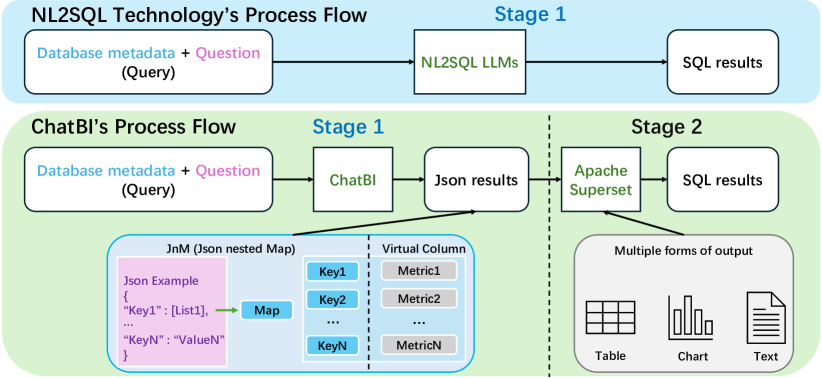 NL2SQL Technology's Process Flow
Stage 1
Database metadata + Question
(Query)
NL2SQL LLMs
SQL results
ChatBI's Process Flow
Stage 1
Stage 2
Database metadata + Question
(Query)
ChatBI
Json results
Apache
Superset
SQL results
JnM (Json nested Map)
Virtual Column
Json Example
{
“Key1” : [List1],
...
“KeyN” : “ValueN”
}
Map
Key1
Key2
...
KeyN
Metric1
Metric2
...
MetricN
Multiple forms of output
Table
Chart
Text